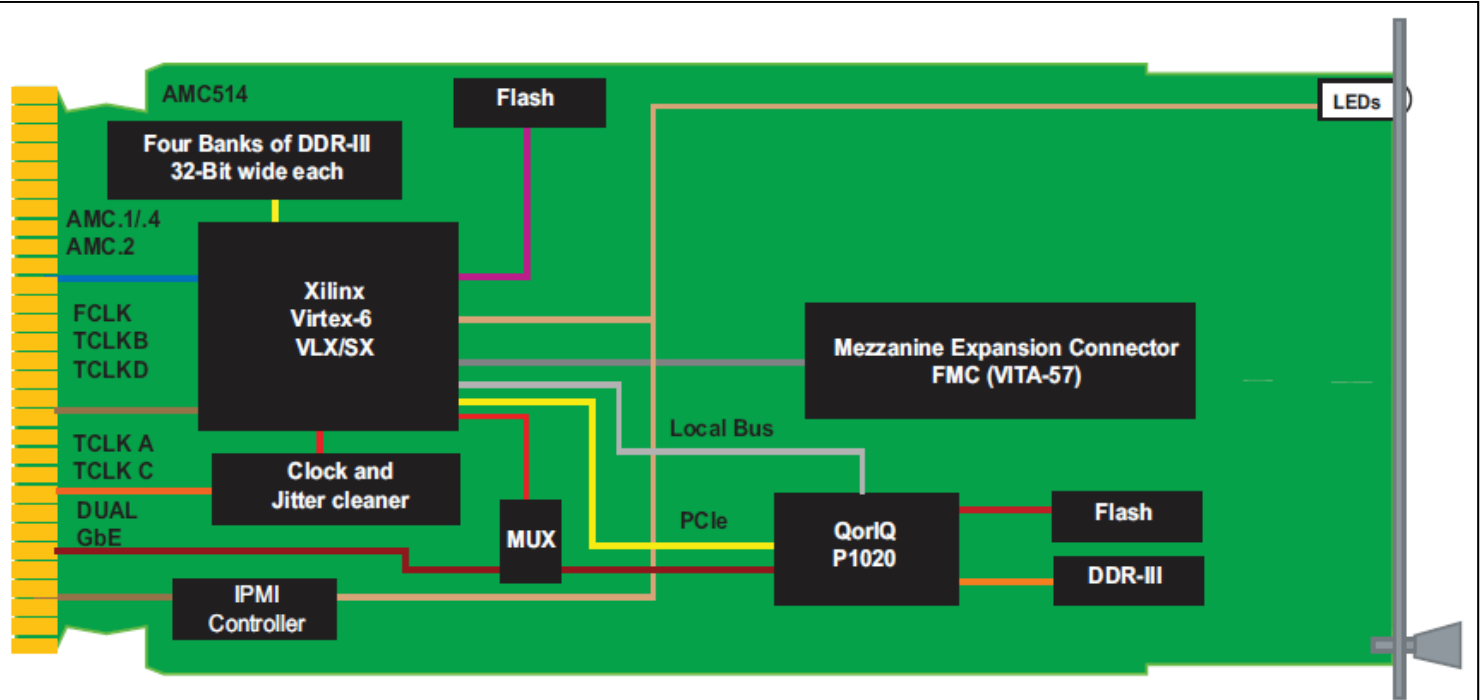 AMC514
Flash
LEDs
Four Banks of DDR-III
32-Bit wide each
AMC.1/.4
AMC.2
Xilinx
Virtex-6
VLX/SX
FCLK
TCLKB
TCLKD
Mezzanine Expansion Connector
FMC (VITA-57)
Local Bus
TCLK A
TCLK C
Clock and
Jitter cleaner
DUAL
GbE
MUX
PCIe
QorIQ
P1020
Flash
DDR-III
IPMI
Controller